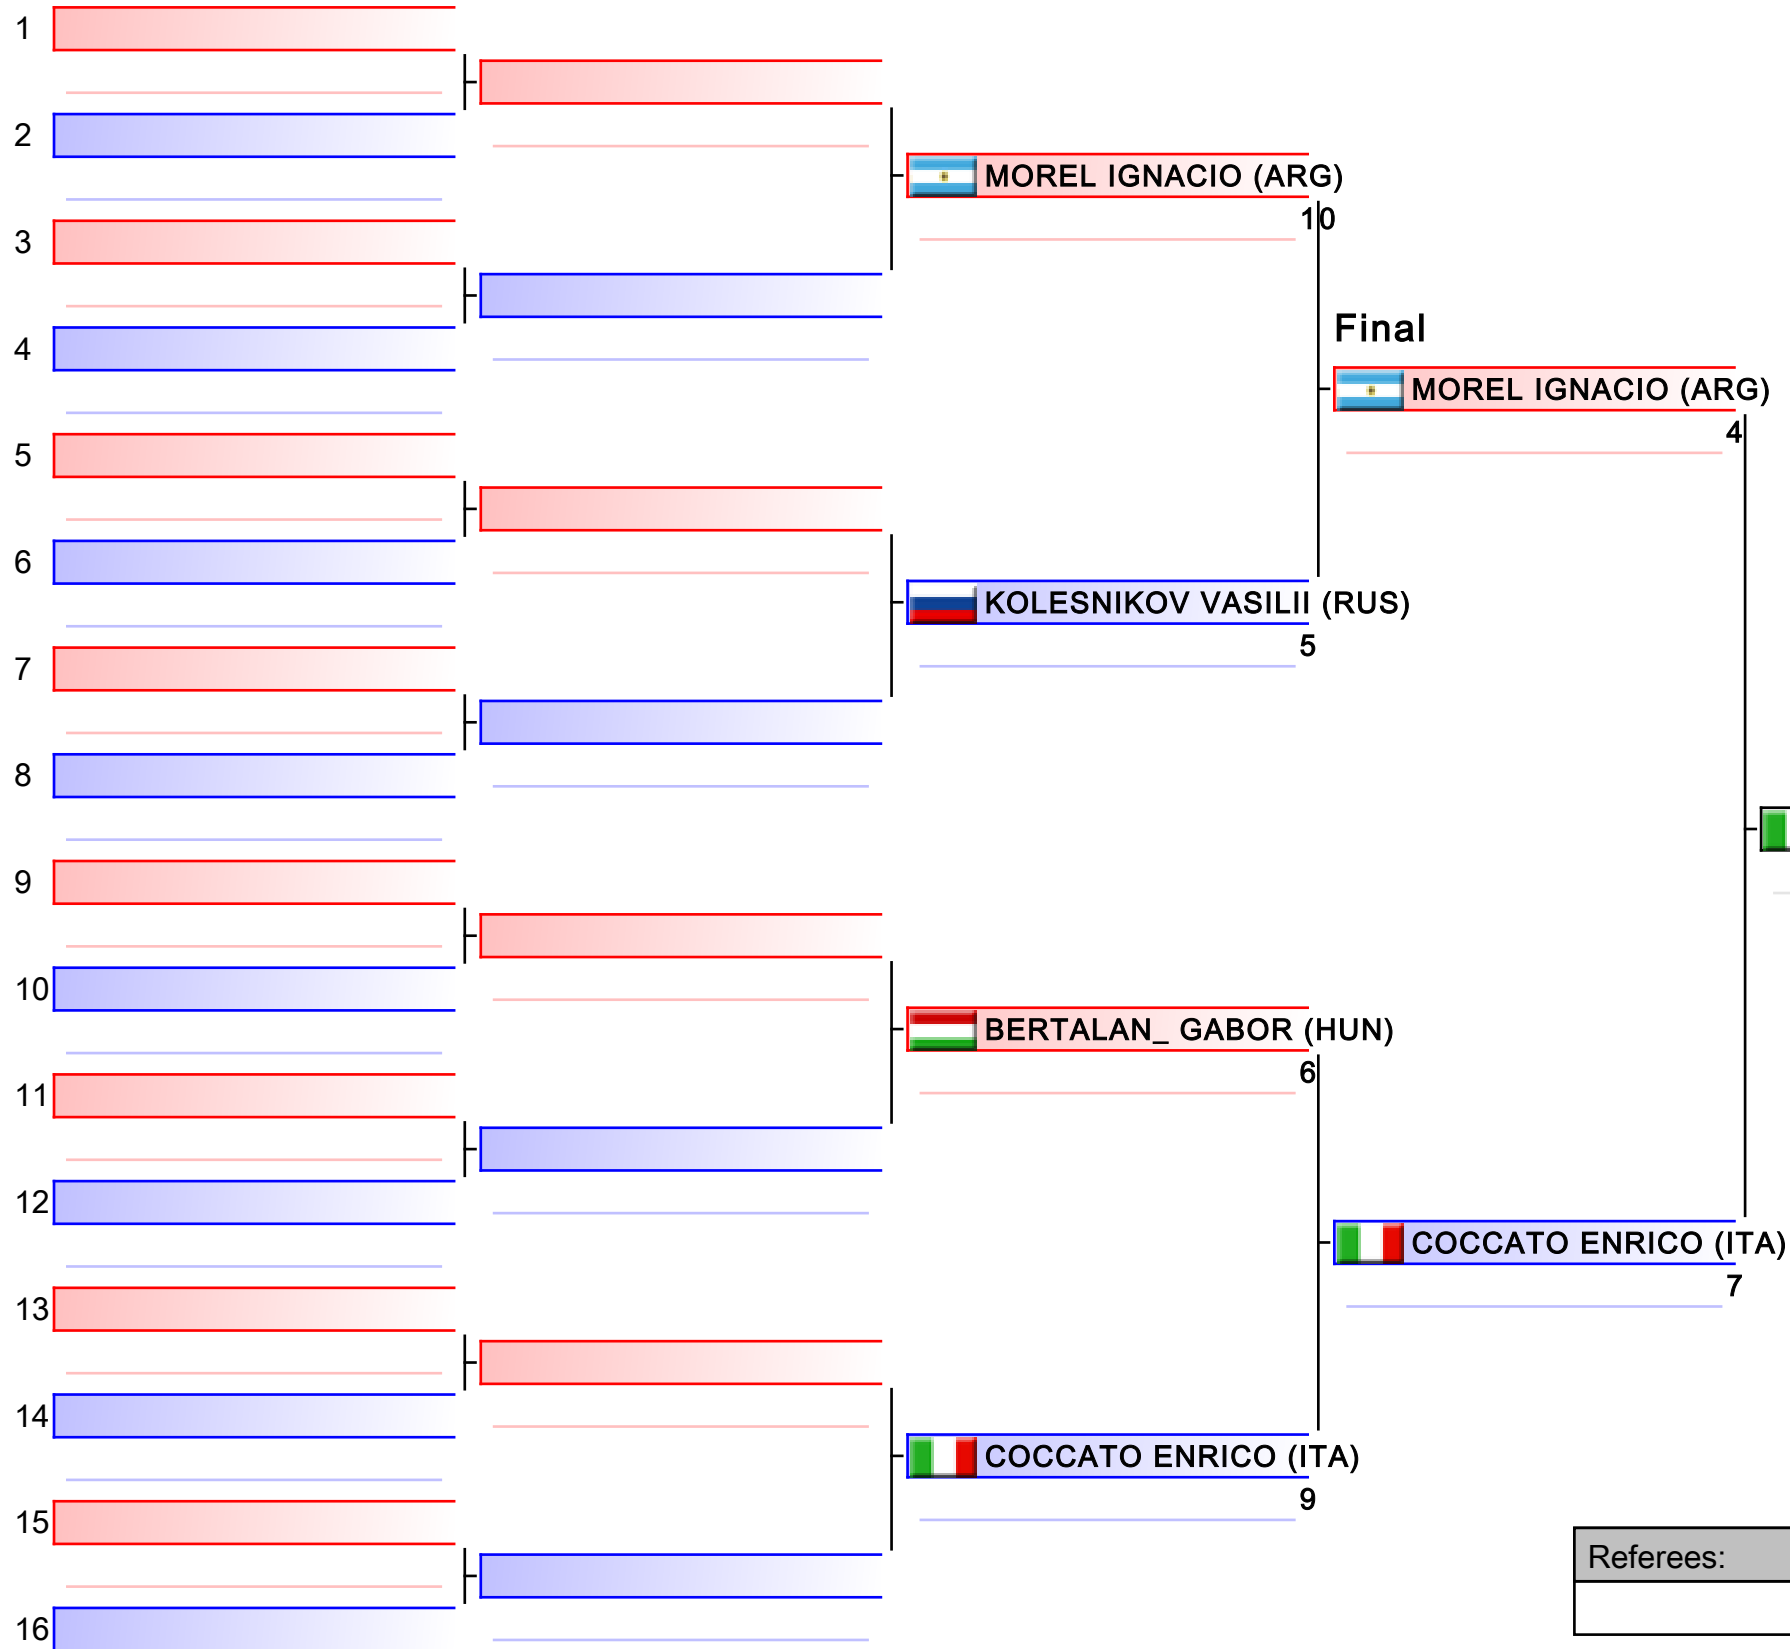 1
2
MOREL IGNACIO (ARG)
10
3
Final
4
MOREL IGNACIO (ARG)
4
5
6
KOLESNIKOV VASILII (RUS)
5
7
8
9
10
BERTALAN_ GABOR (HUN)
6
11
12
COCCATO ENRICO (ITA)
7
13
14
COCCATO ENRICO (ITA)
9
15
Referees:
16